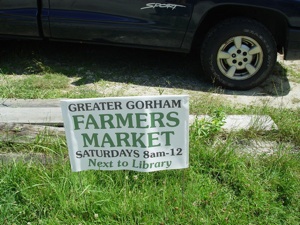 Sport
GREATER GORHAM
FARMERS
MARKET
SATURDAYS 8am-12
Next to Library